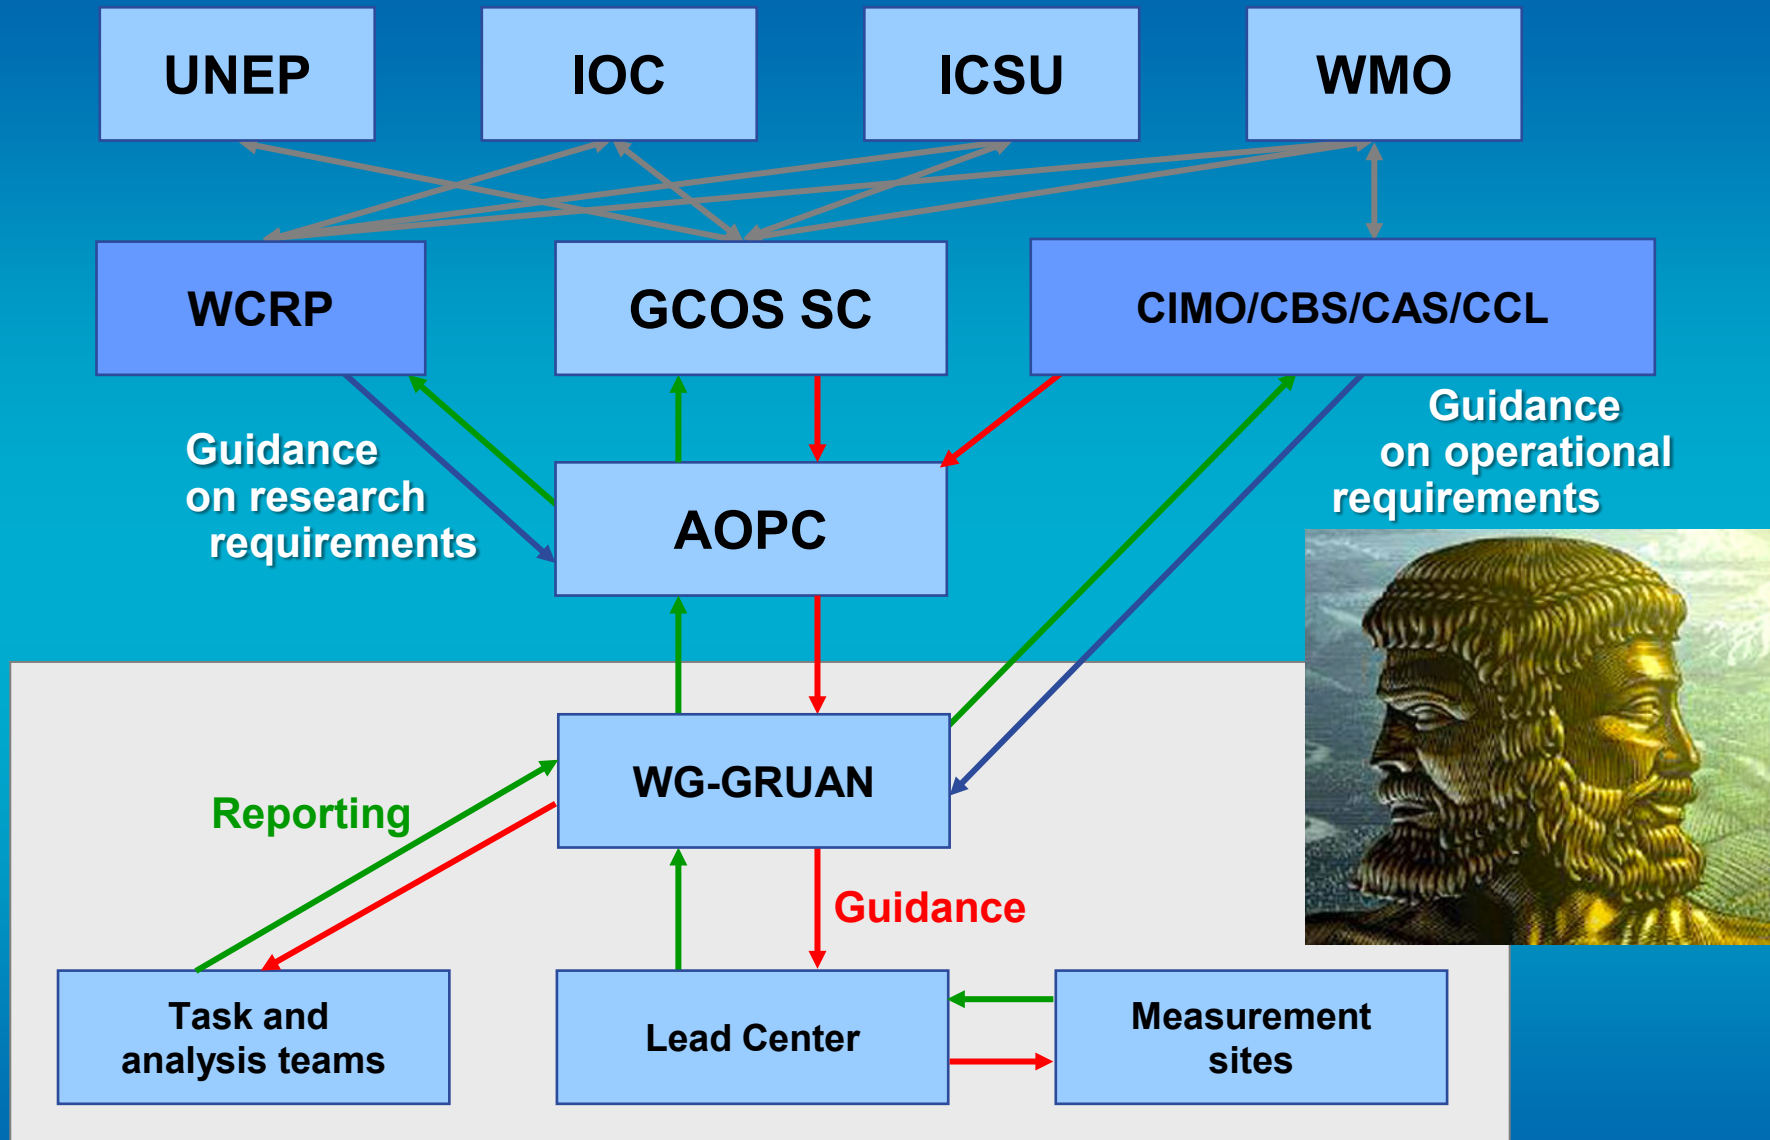 UNEP
IOC
ICSU
WMO
WCRP
GCOS SC
CIMO/CBS/CAS/CCL
Guidance
on research
requirements
Guidance
on operational
requirements
AOPC
WG-GRUAN
Reporting
Guidance
Task and
analysis teams
Lead Center
Measurement
sites